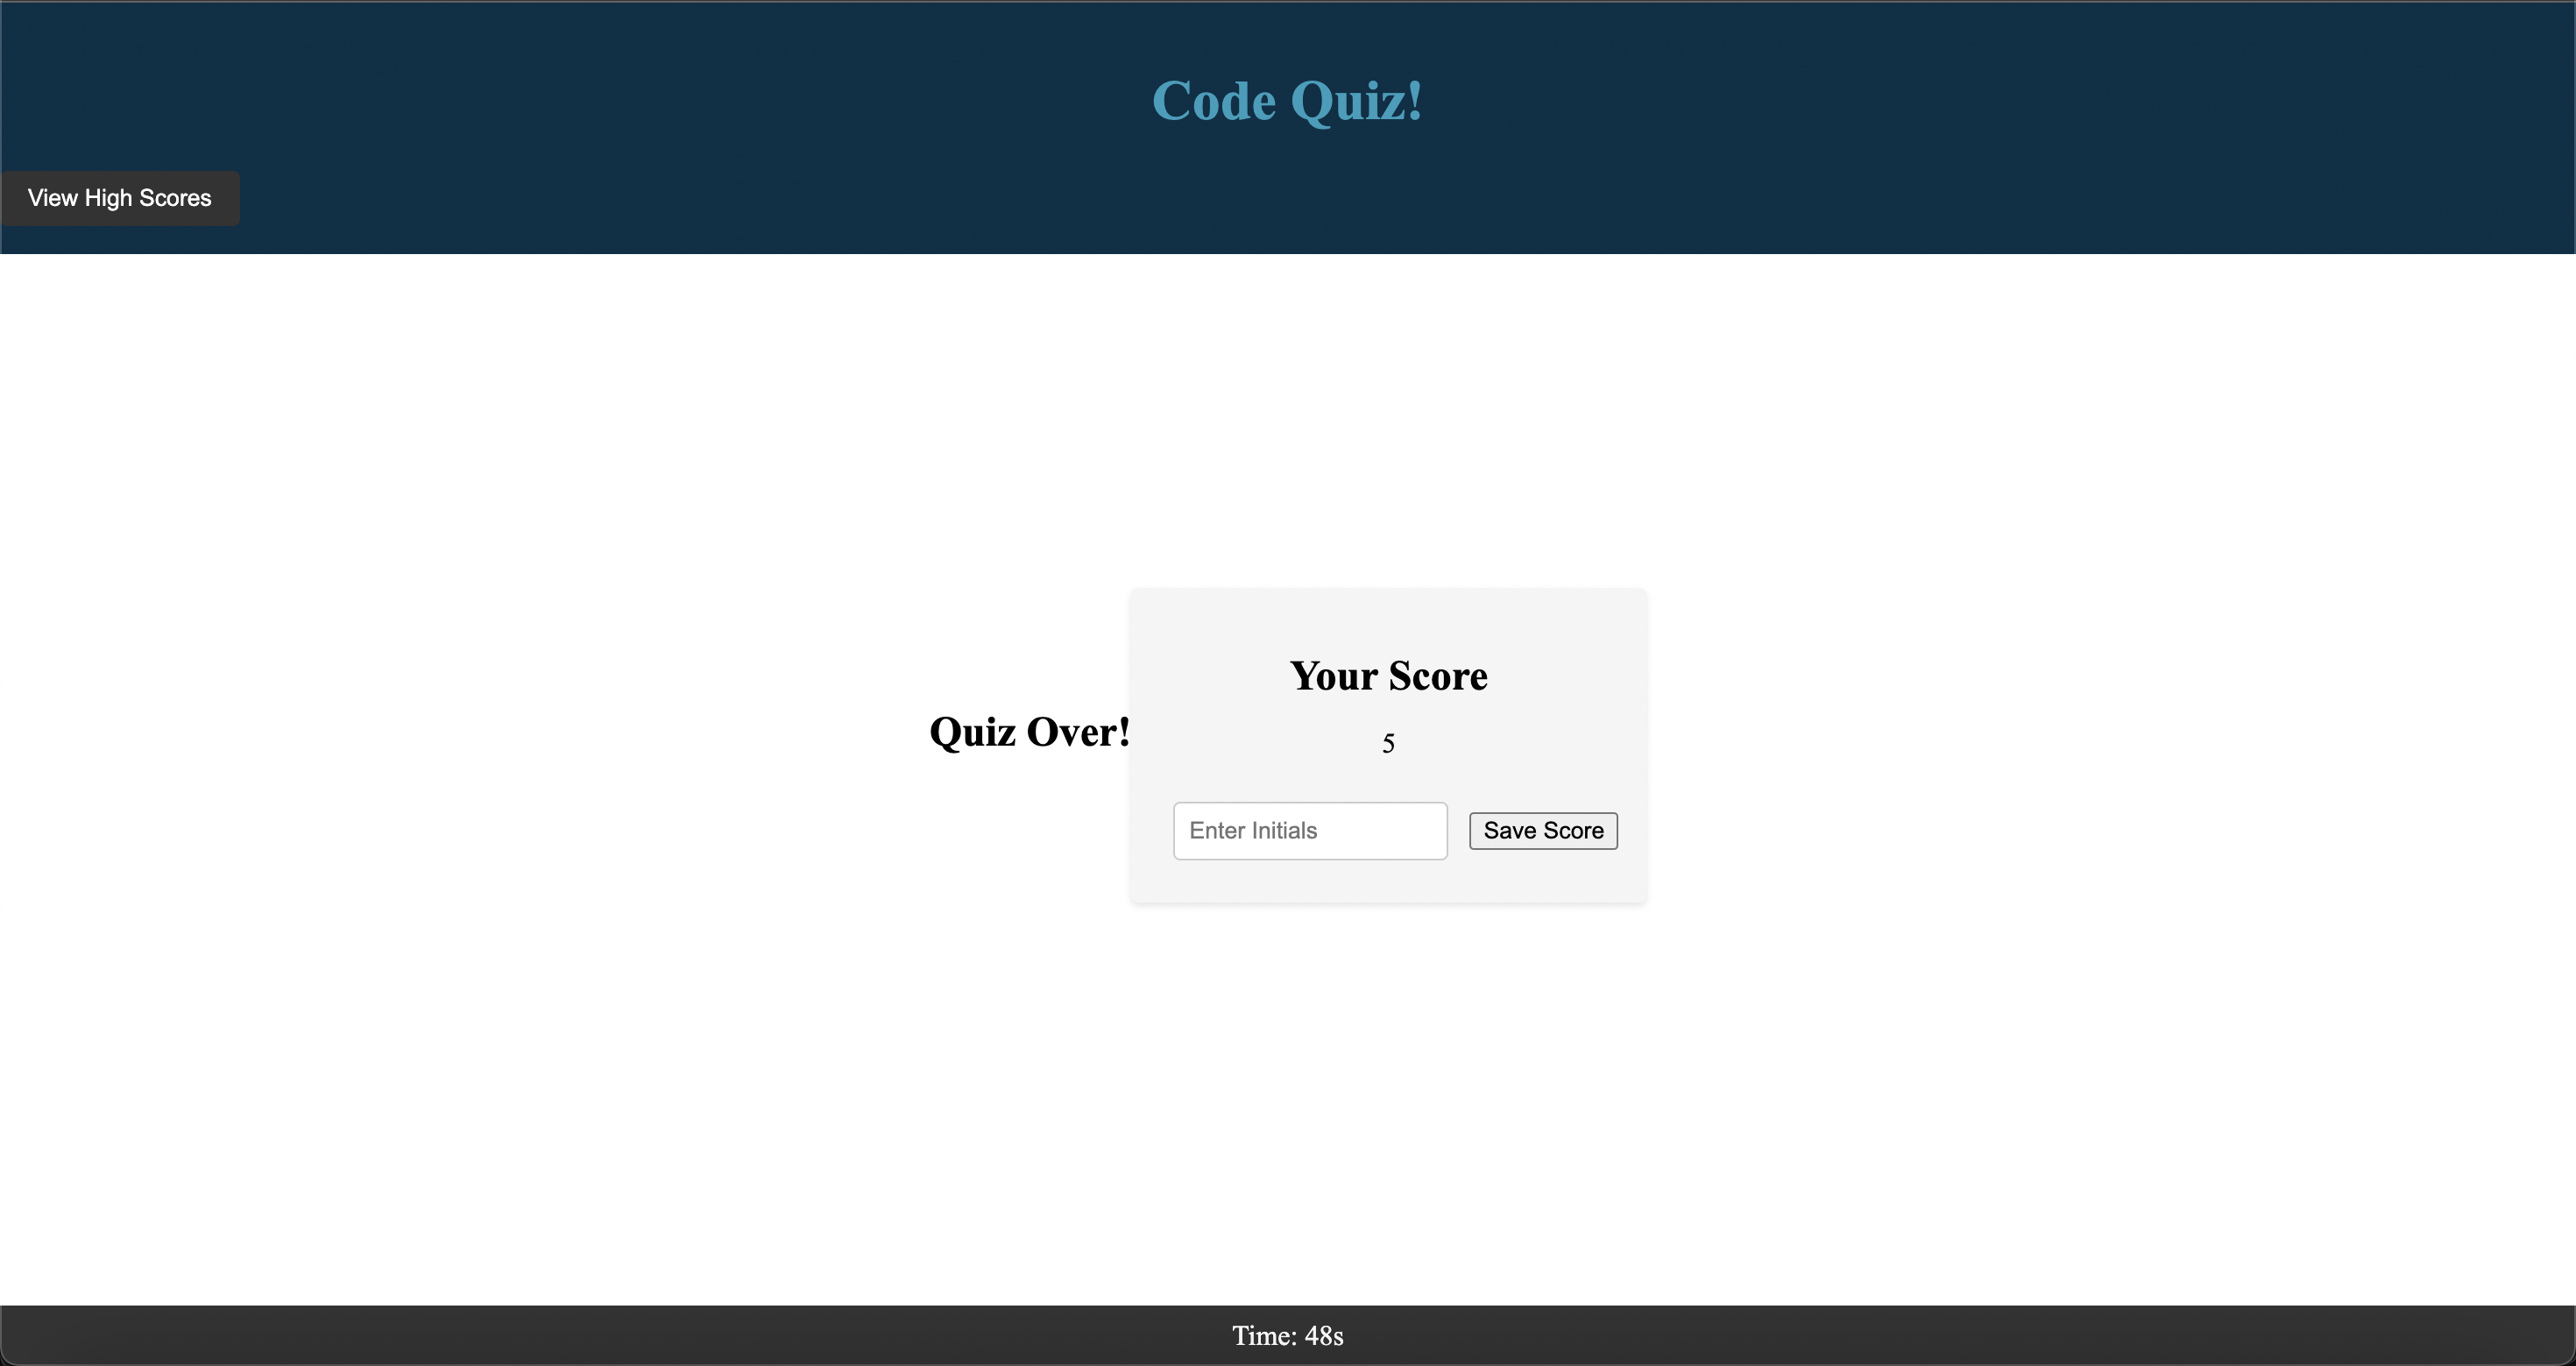 Code Quiz!
View High Scores
Quiz Over!
Your Score
5
Enter Initials
Save Score
Time: 48s